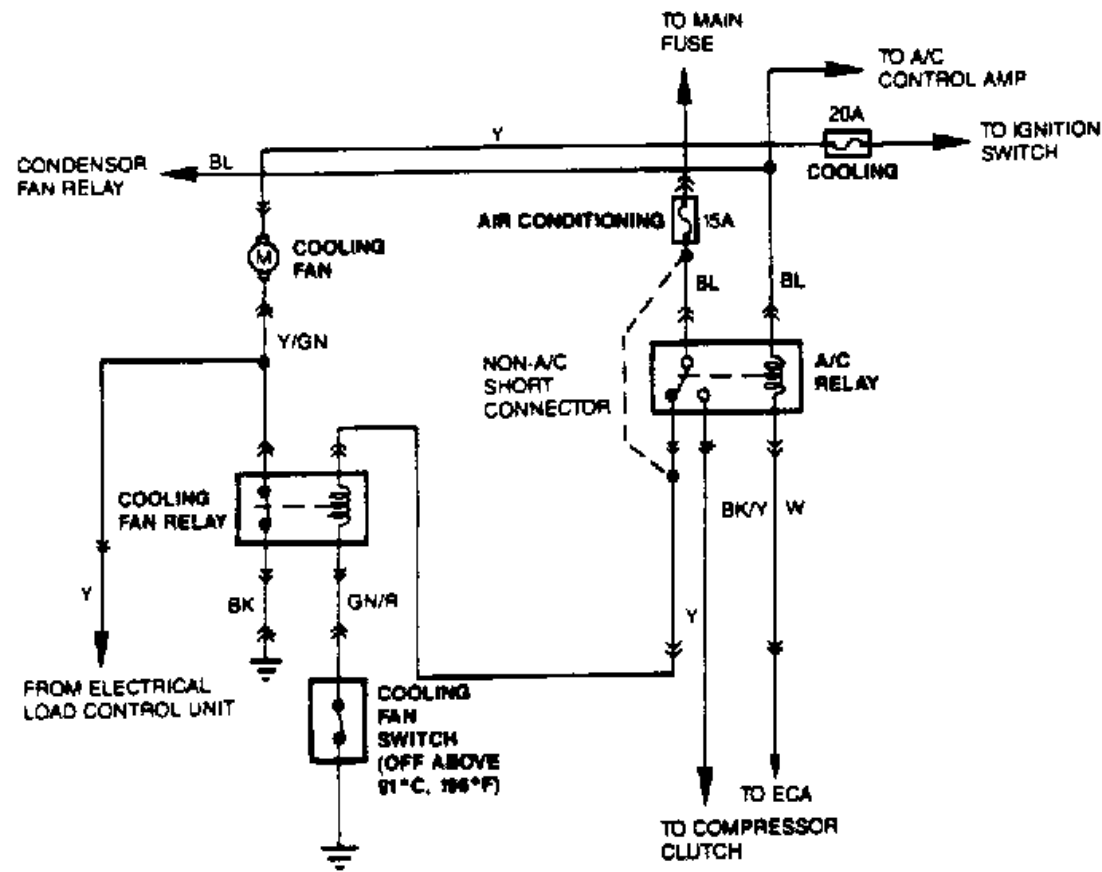 TO MAIN
FUSE
TO A/C
CONTROL AMP
20A
TO IGNITION
SWITCH
COOLING
Y
CONDENSOR
FAN RELAY
BL
AIR CONDITIONING
15A
M
COOLING
FAN
BL
BL
Y/GN
NON-A/C
SHORT
CONNECTOR
A/C
RELAY
COOLING
FAN RELAY
BK/Y
W
Y
BK
GN/R
Y
FROM ELECTRICAL
LOAD CONTROL UNIT
COOLING
FAN
SWITCH
(OFF ABOVE
91°C, 196°F)
TO ECA
TO COMPRESSOR
CLUTCH